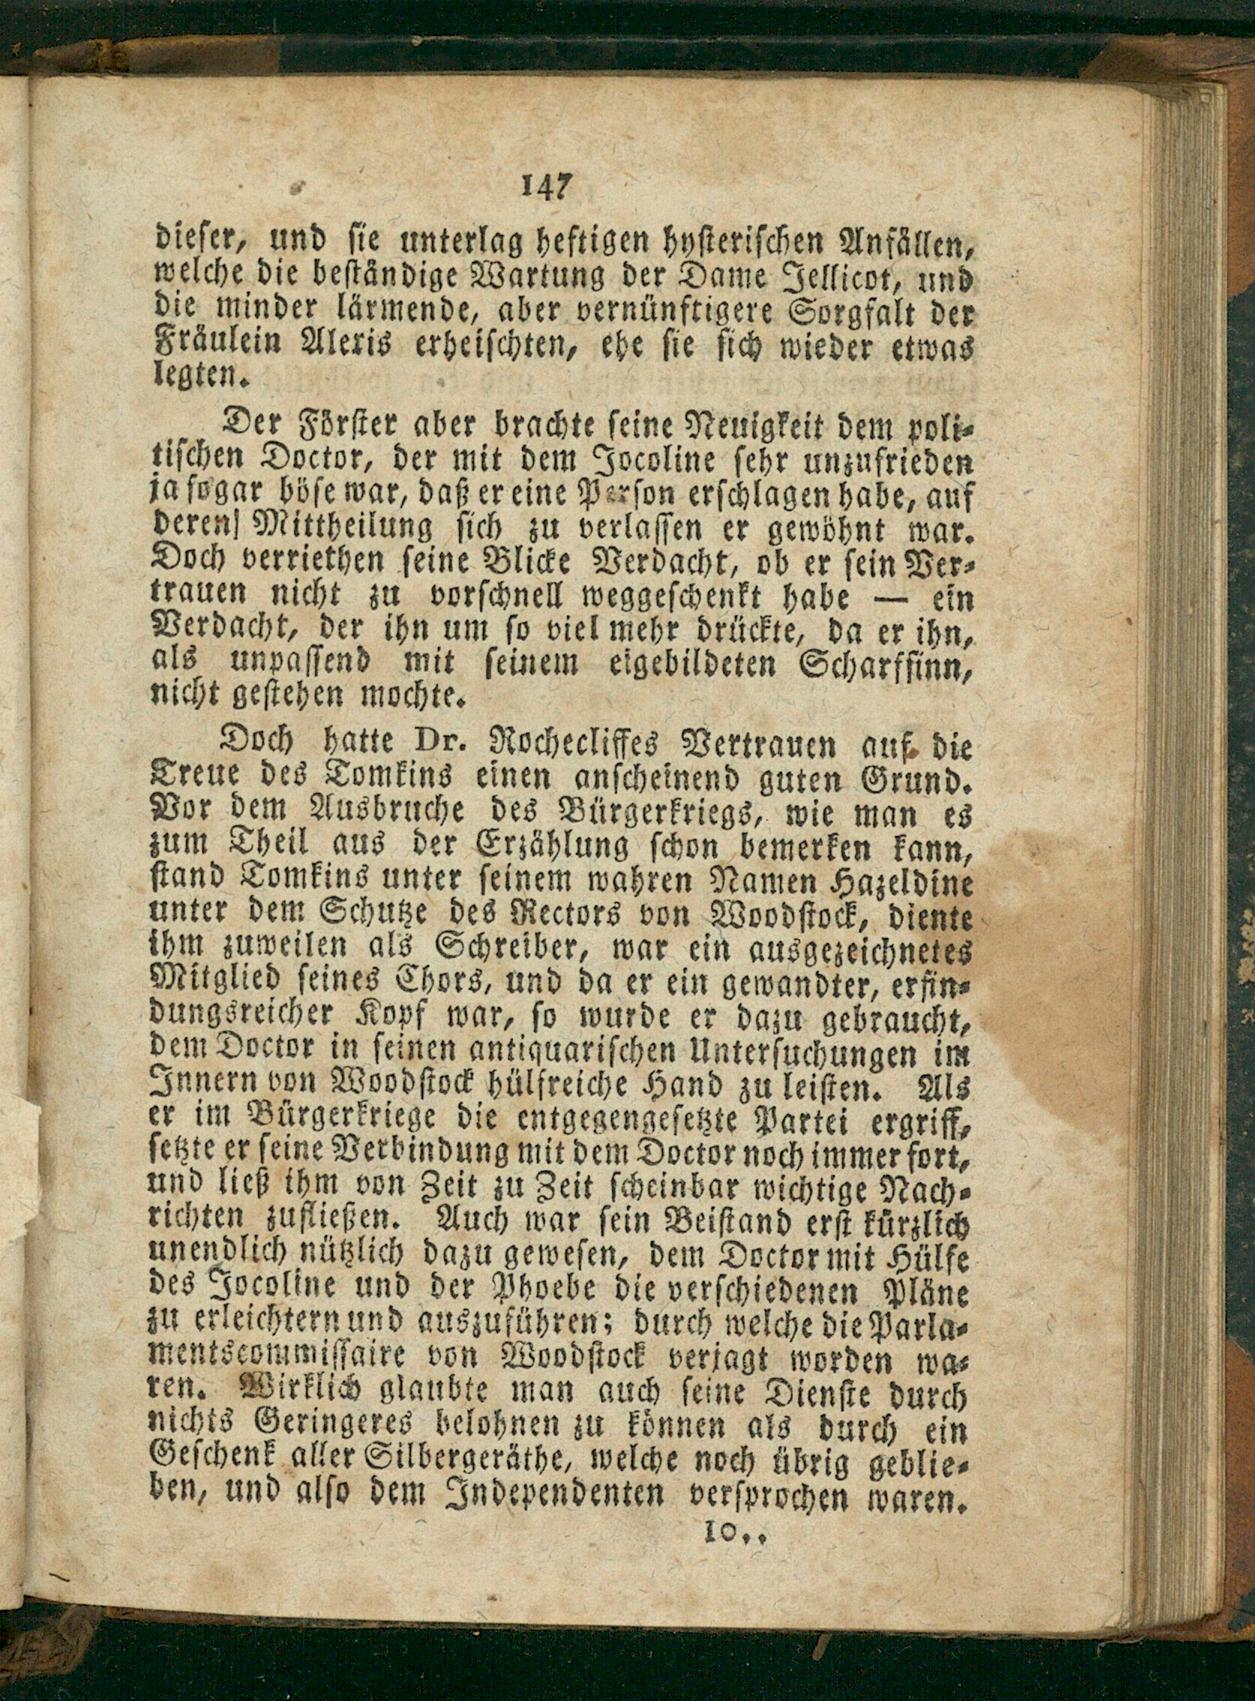 147
dieser, und sie unterlag heftigen hysterischen Anfällen,
welche die beständige Wartung der Dame Jellicot, und
die minder lärmende, aber vernünftigere Sorgfalt der
Fräulein Alexis erheischten, ehe sie sich wieder etwas
legten.
Der Förster aber brachte seine Neuigkeit dem poli-
tischen Doctor, der mit dem Jocoline sehr unzufrieden
ja sogar böse war, daß er eine Person erschlagen habe, auf
deren Mittheilung sich zu verlassen er gewöhnt war.
Doch verriethen seine Blicke Verdacht, ob er sein Ver-
trauen nicht zu vorschnell weggeschenkt habe — ein
Verdacht, der ihn um so viel mehr drückte, da er ihn,
als unpassend mit seinem eigebildeten Scharfsinn,
nicht gestehen mochte.
Doch hatte Dr. Rochecliffes Vertrauen auf die
Treue des Tomkins einen anscheinend guten Grund.
Vor dem Ausbruche des Bürgerkriegs, wie man es
zum Theil aus der Erzählung schon bemerken kann,
stand Tomkins unter seinem wahren Namen Hazeldine
unter dem Schutze des Rectors von Woodstock, diente
ihm zuweilen als Schreiber, war ein ausgezeichnetes
Mitglied seines Chors, und da er ein gewandter, erfin-
dungsreicher Kopf war, so wurde er dazu gebraucht,
dem Doctor in seinen antiquarischen Untersuchungen im
Innern von Woodstock hülfreiche Hand zu leisten. Als
er im Bürgerkriege die entgegengesetzte Partei ergriff,
setzte er seine Verbindung mit dem Doctor noch immer fort,
und ließ ihm von Zeit zu Zeit scheinbar wichtige Nach-
richten zufließen. Auch war sein Beistand erst kürzlich
unendlich nützlich dazu gewesen, dem Doctor mit Hülfe
des Jocoline und der Phoebe die verschiedenen Pläne
zu erleichtern und auszuführen; durch welche die Parla-
mentscommissaire von Woodstock verjagt worden wa-
ren. Wirklich glaubte man auch seine Dienste durch
nichts Geringeres belohnen zu können als durch ein
Geschenk aller Silbergeräthe, welche noch übrig geblie-
ben, und also dem Independenten versprochen waren.
10..